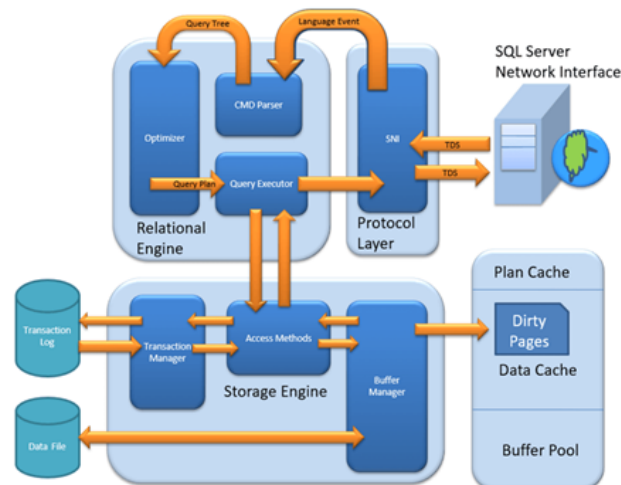 Query Tree
Language Event
SQL Server
Network Interface
CMD Parser
Optimizer
SNI
TDS
TDS
Query Plan
Query Executor
Relational
Engine
Protocol
Layer
Plan Cache
Dirty
Pages
Data Cache
Buffer Pool
Transaction
Log
Transaction
Manager
Access Methods
Storage Engine
Buffer
Manager
Data File